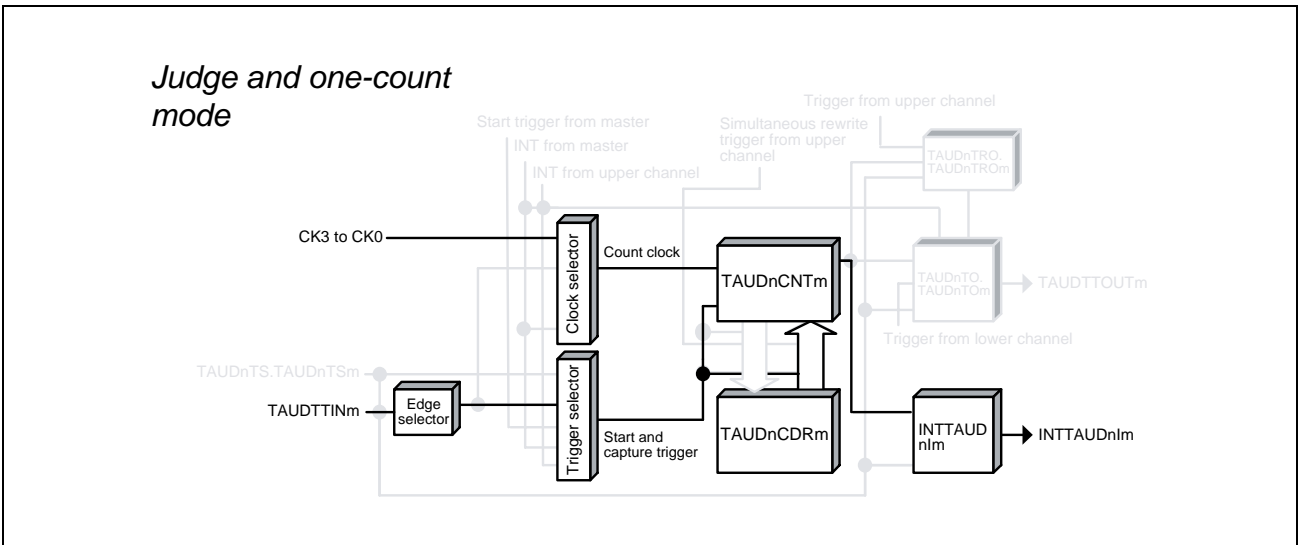 Judge and one-count
mode
Trigger from upper channel
Start trigger from master
Simultaneous rewrite
trigger from upper
channel
INT from master
INT from upper channel
TAUDnTRO.
TAUDnTROm
CK3 to CK0
Clock selector
Count clock
TAUDnCNTm
TAUDnTO.
TAUDnTOm
TAUDTTOUTm
Trigger from lower channel
TAUDnTS.TAUDnTSm
TAUDTTINm
Edge
selector
Trigger selector
Start and
capture trigger
TAUDnCDRm
INTTAUD
nIm
INTTAUDnIm